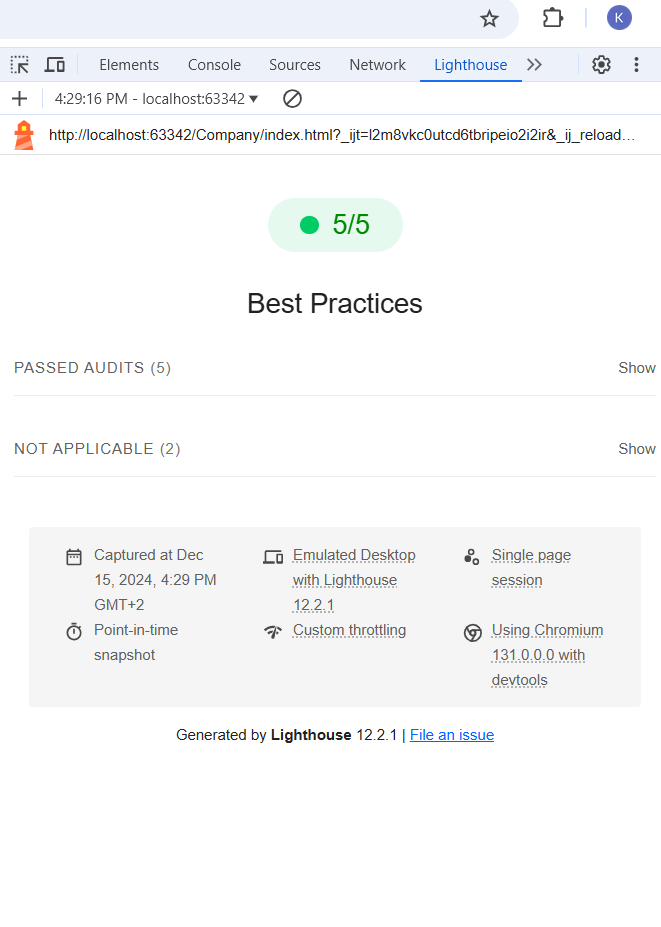 K
Elements Console Sources Network Lighthouse
4:29:16 PM - localhost:63342
http://localhost:63342/Company/index.html?_ijt=l2m8vkc0utcd6tbripeio2i2ir&_ij_reload…
5/5
Best Practices
PASSED AUDITS (5) Show
NOT APPLICABLE (2) Show
Captured at Dec
15, 2024, 4:29 PM
GMT+2
Emulated Desktop
with Lighthouse
12.2.1
Single page
session
Point-in-time
snapshot
Custom throttling
Using Chromium
131.0.0.0 with
devtools
Generated by Lighthouse 12.2.1 | File an issue